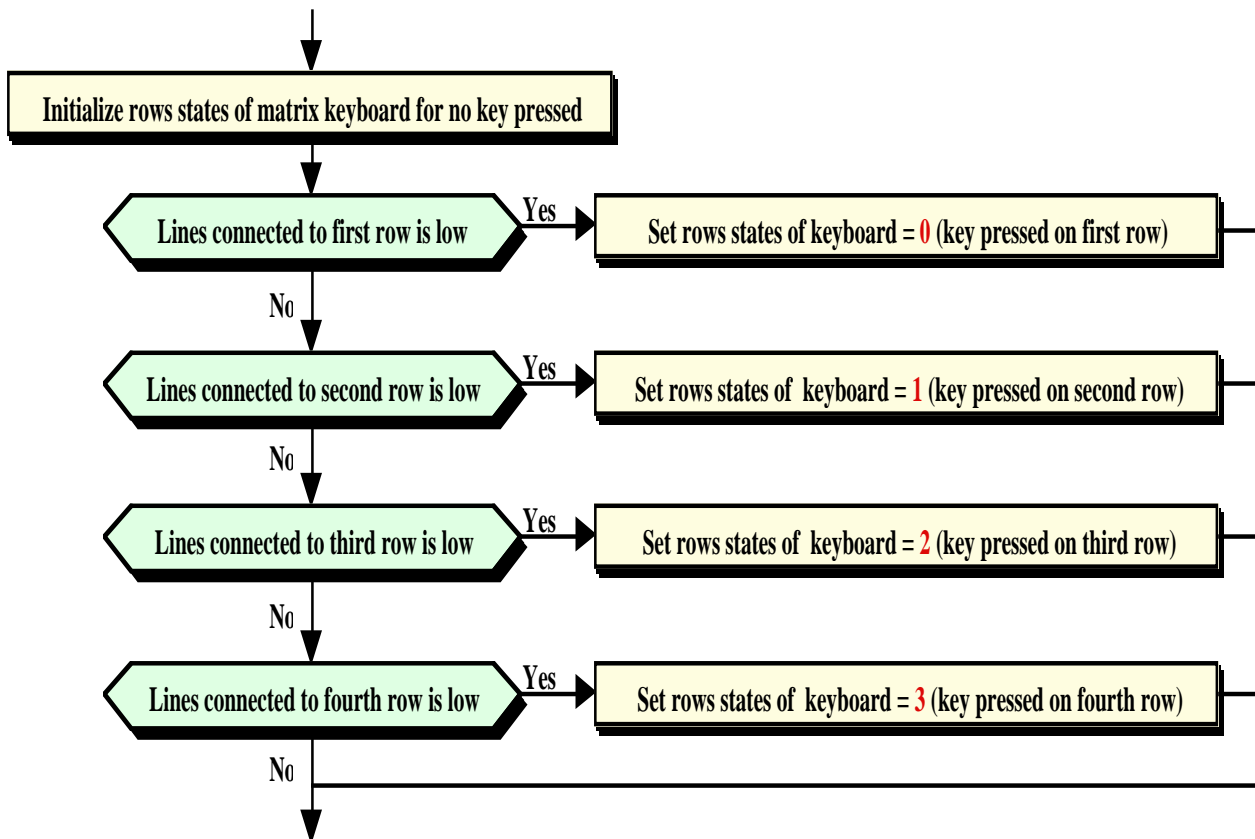 Initialize rows states of matrix keyboard for no key pressed
Lines connected to first row is low
Yes
Set rows states of keyboard = 0 (key pressed on first row)
No
Lines connected to second row is low
Yes
Set rows states of keyboard = 1 (key pressed on second row)
No
Lines connected to third row is low
Yes
Set rows states of keyboard = 2 (key pressed on third row)
No
Lines connected to fourth row is low
Yes
Set rows states of keyboard = 3 (key pressed on fourth row)
No